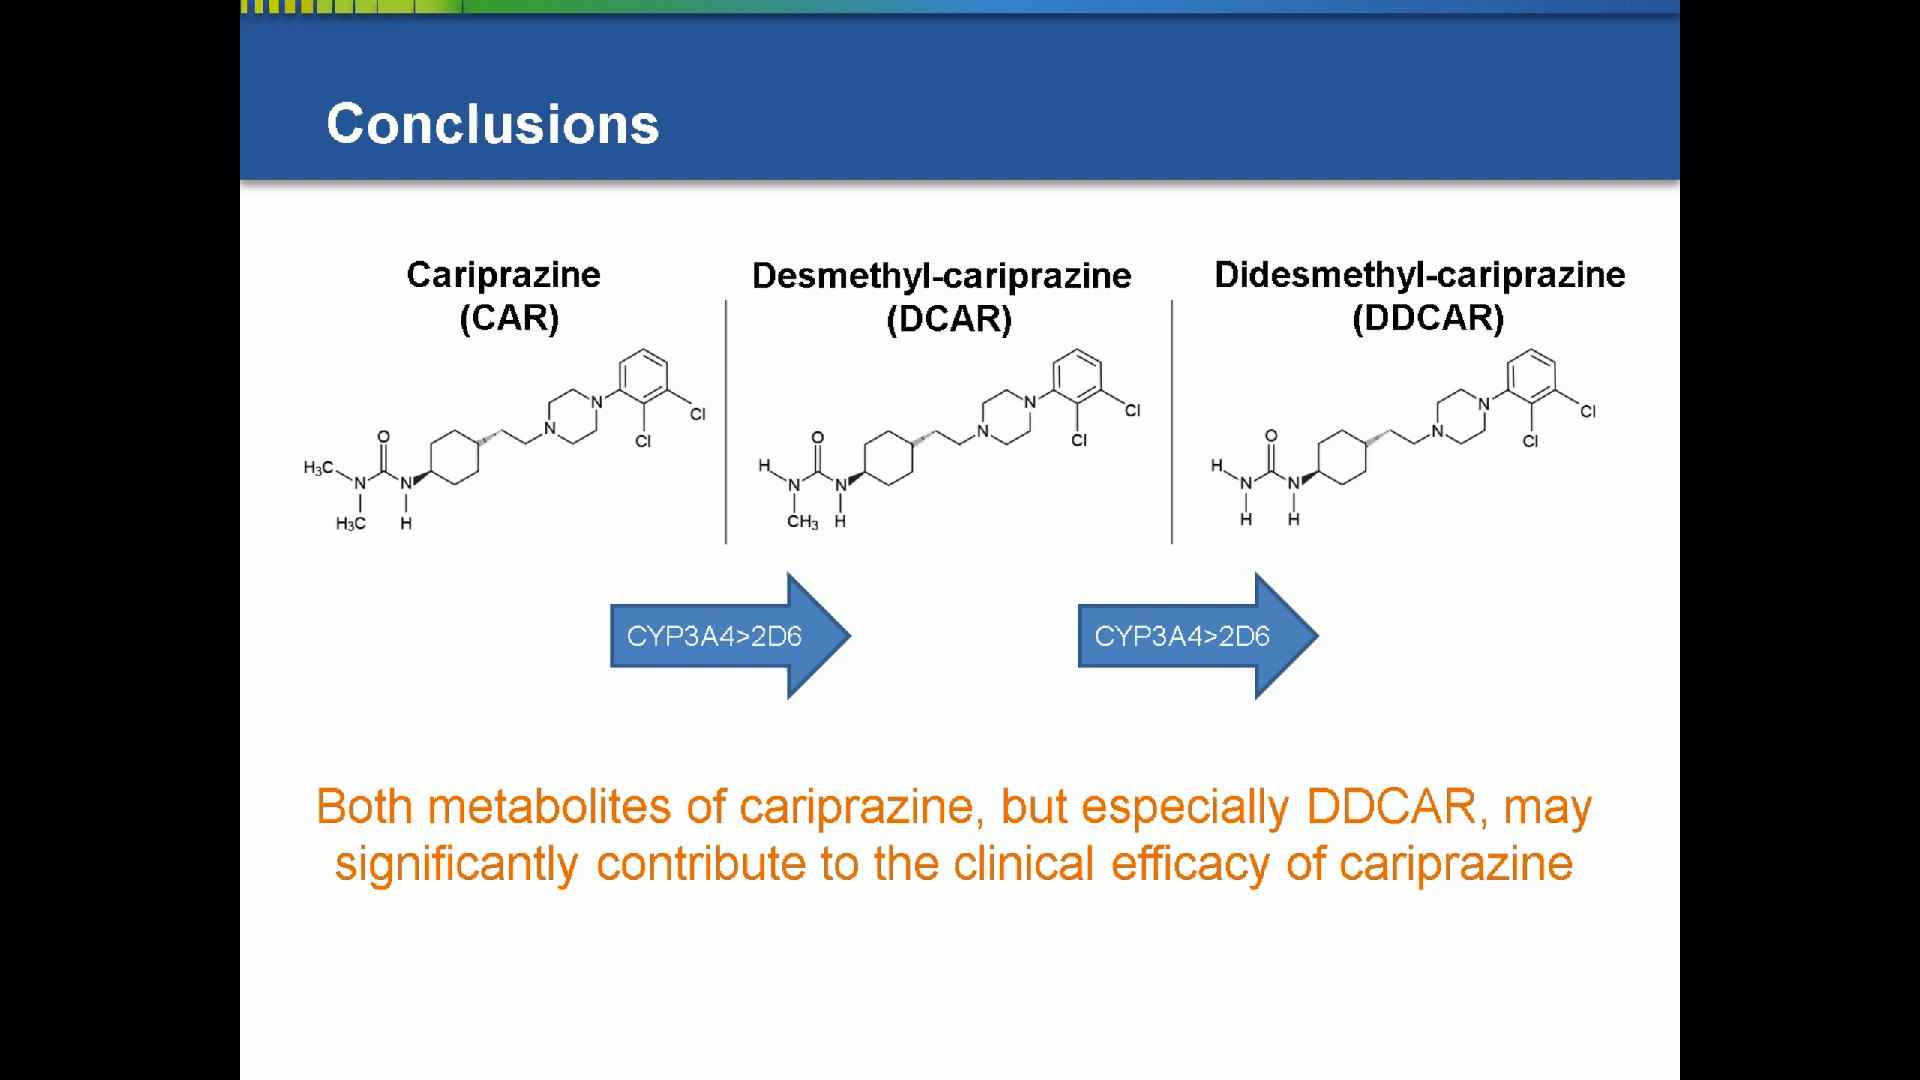 Conclusions
Cariprazine
(CAR)
Desmethyl-cariprazine
(DCAR)
Didesmethyl-cariprazine
(DDCAR)
O
H₃C
N
N
H₃C
H
N
N
Cl
Cl
O
H
N
N
CH₃
H
N
N
Cl
Cl
O
H
N
N
H
H
N
N
Cl
Cl
CYP3A4>2D6
CYP3A4>2D6
Both metabolites of cariprazine, but especially DDCAR, may
significantly contribute to the clinical efficacy of cariprazine